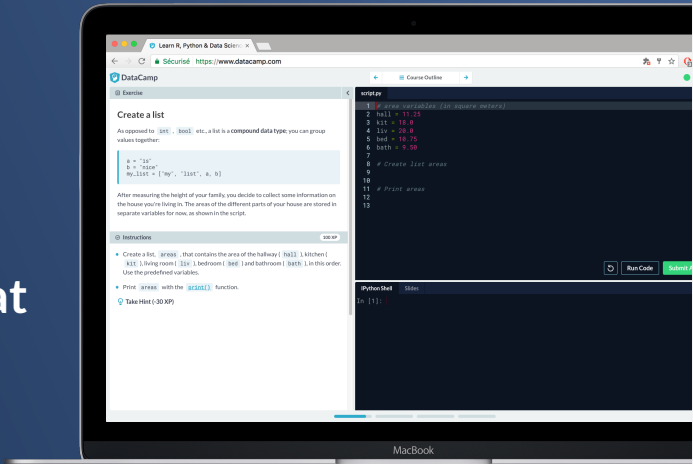 at
Learn R, Python & Data Scienc ×
Sécurisé https://www.datacamp.com
DataCamp
Course Outline
Exercise
Create a list
As opposed to int , bool etc., a list is a compound data type; you can group
values together:
a = "is"
b = "nice"
my_list = ["my", "list", a, b]
After measuring the height of your family, you decide to collect some information on
the house you're living in. The areas of the different parts of your house are stored in
separate variables for now, as shown in the script.
Instructions
100 XP
Create a list, areas , that contains the area of the hallway ( hall ), kitchen (
kit ), living room ( liv ), bedroom ( bed ) and bathroom ( bath ), in this order.
Use the predefined variables.
Print areas with the print() function.
Take Hint (-30 XP)
script.py
1 # area variables (in square meters)
2 hall = 11.25
3 kit = 18.0
4 liv = 20.0
5 bed = 10.75
6 bath = 9.50
7
8 # Create list areas
9
10
11 # Print areas
12
13
Run Code
Submit A
IPython Shell
Slides
In [1]:
MacBook